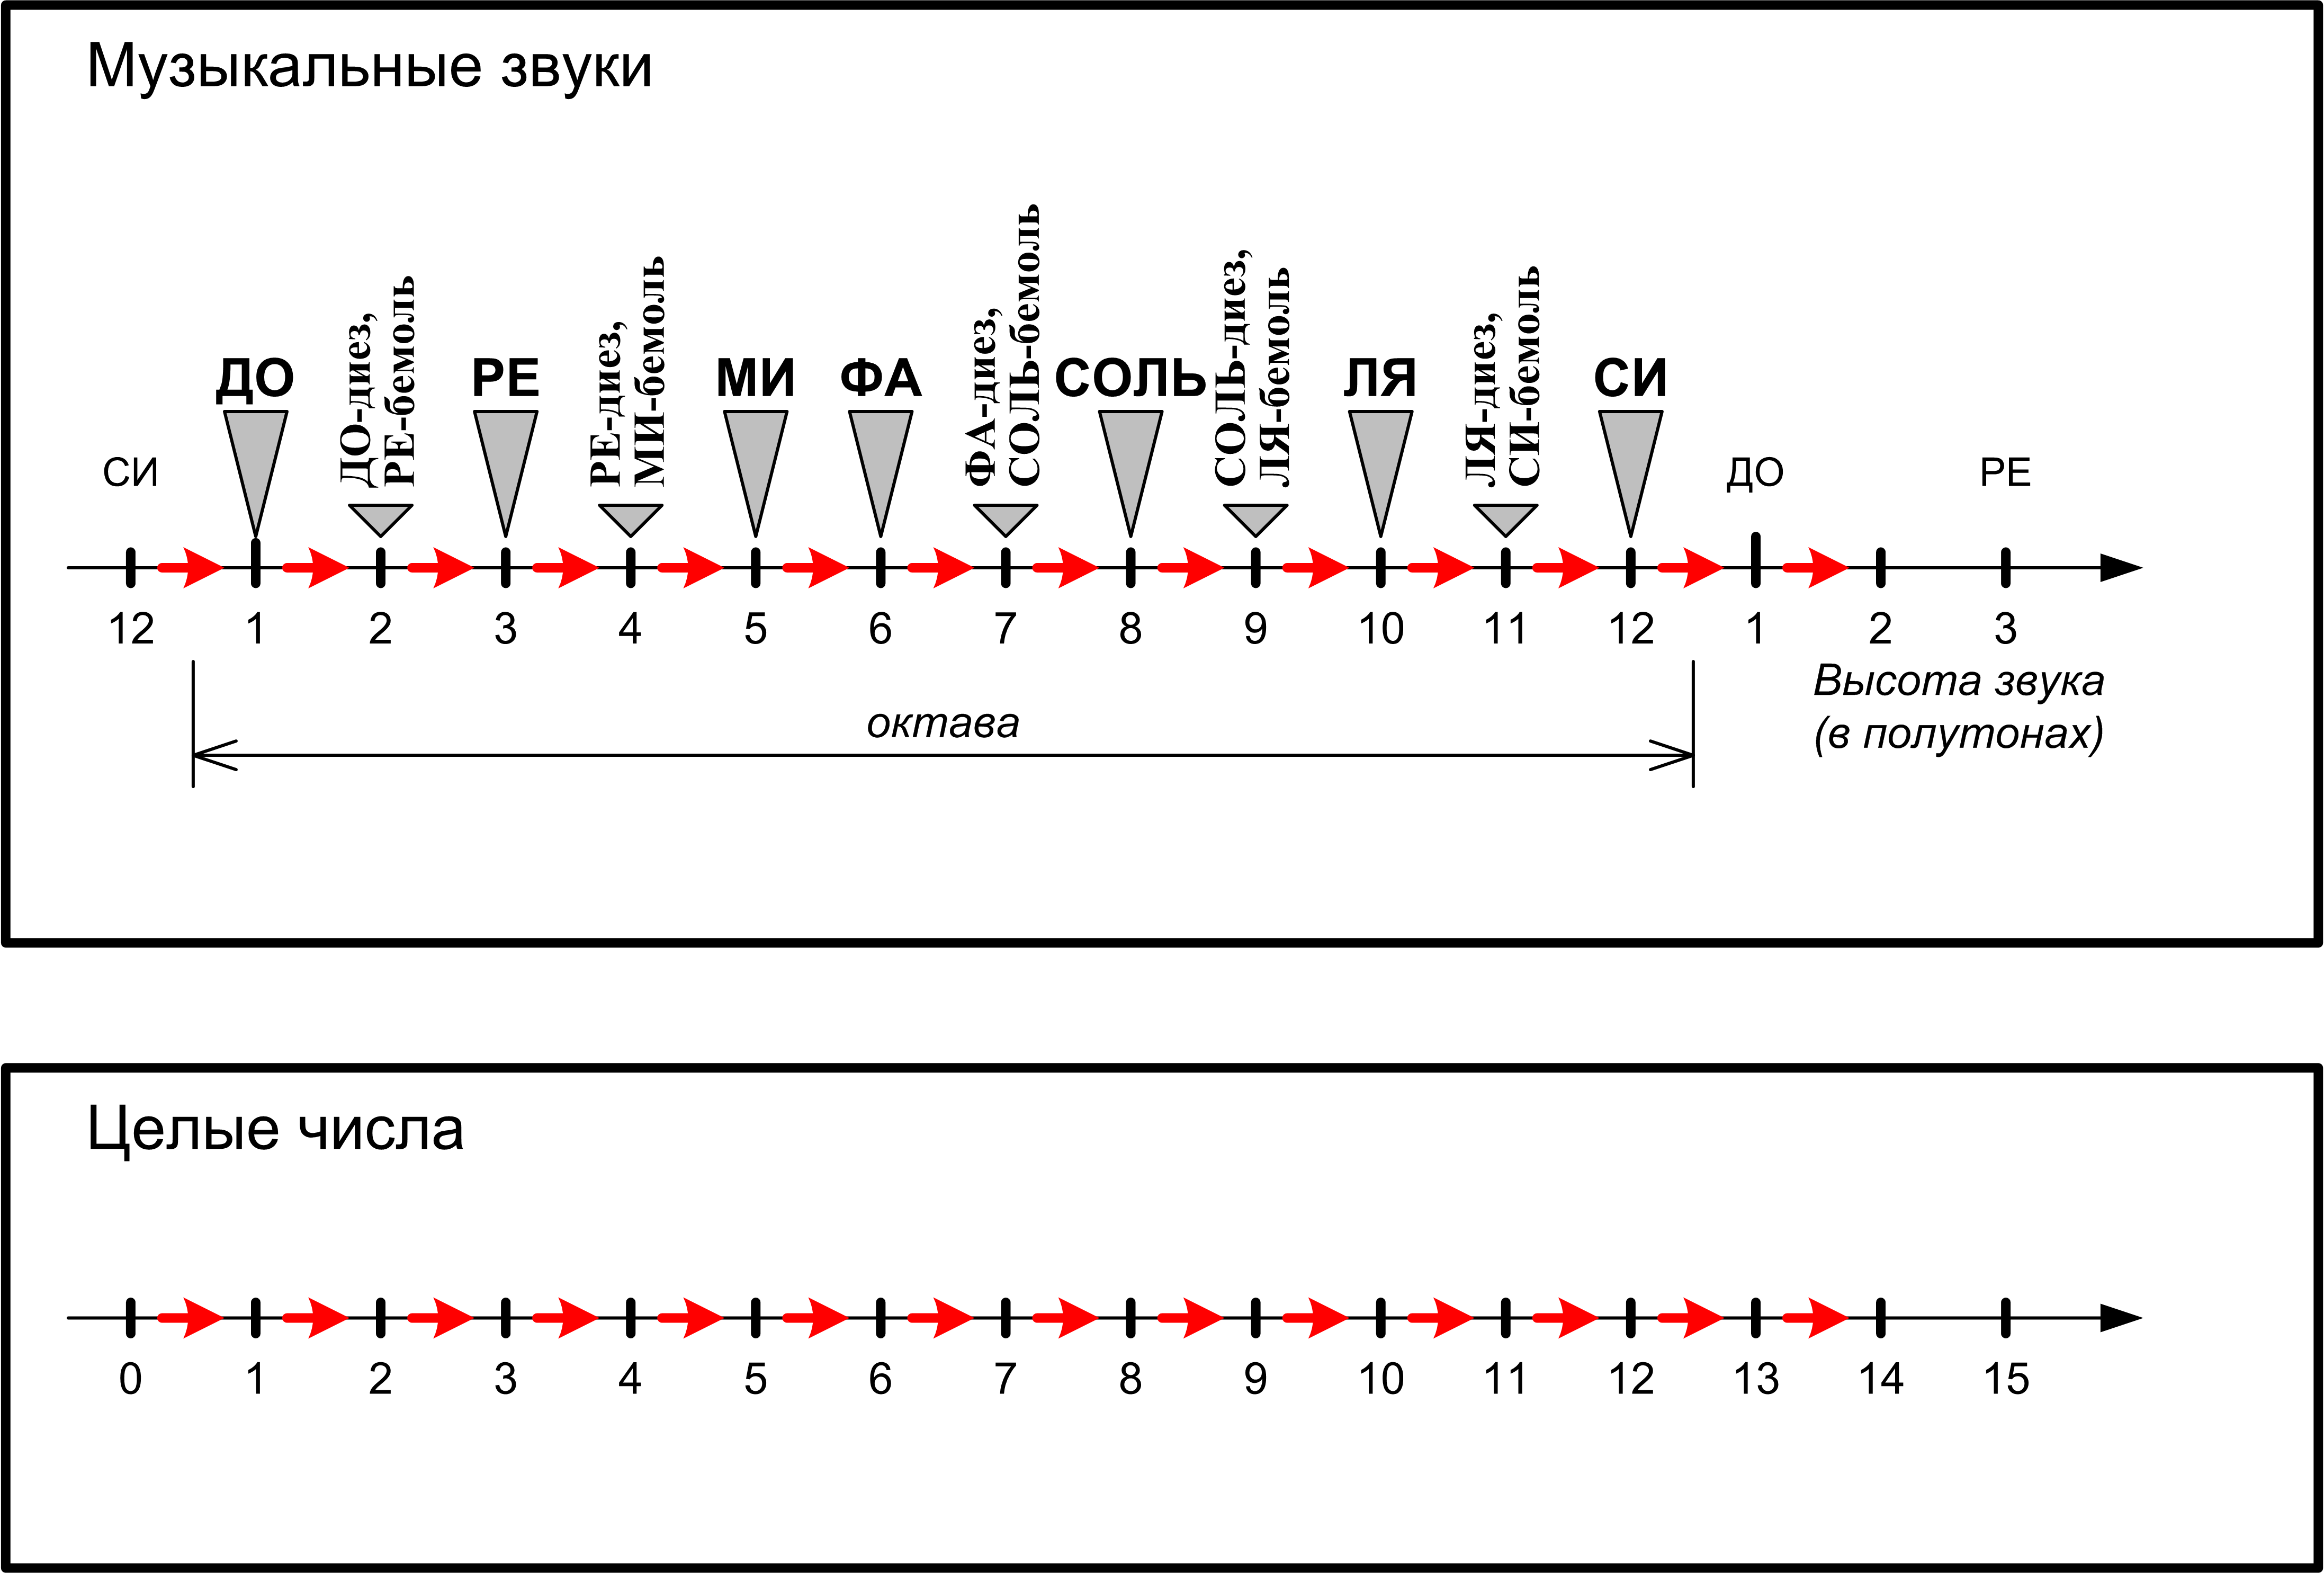 Музыкальные звуки
СИ
ДО
ДО-диез,
РЕ-бемоль
РЕ
РЕ-диез,
МИ-бемоль
МИ
ФА
ФА-диез,
СОЛЬ-бемоль
СОЛЬ
СОЛЬ-диез,
ЛЯ-бемоль
ЛЯ
ЛЯ-диез,
СИ-бемоль
СИ
ДО
РЕ
12 1 2 3 4 5 6 7 8 9 10 11 12 1 2 3
октава
Высота звука
(в полутонах)
Целые числа
0 1 2 3 4 5 6 7 8 9 10 11 12 13 14 15